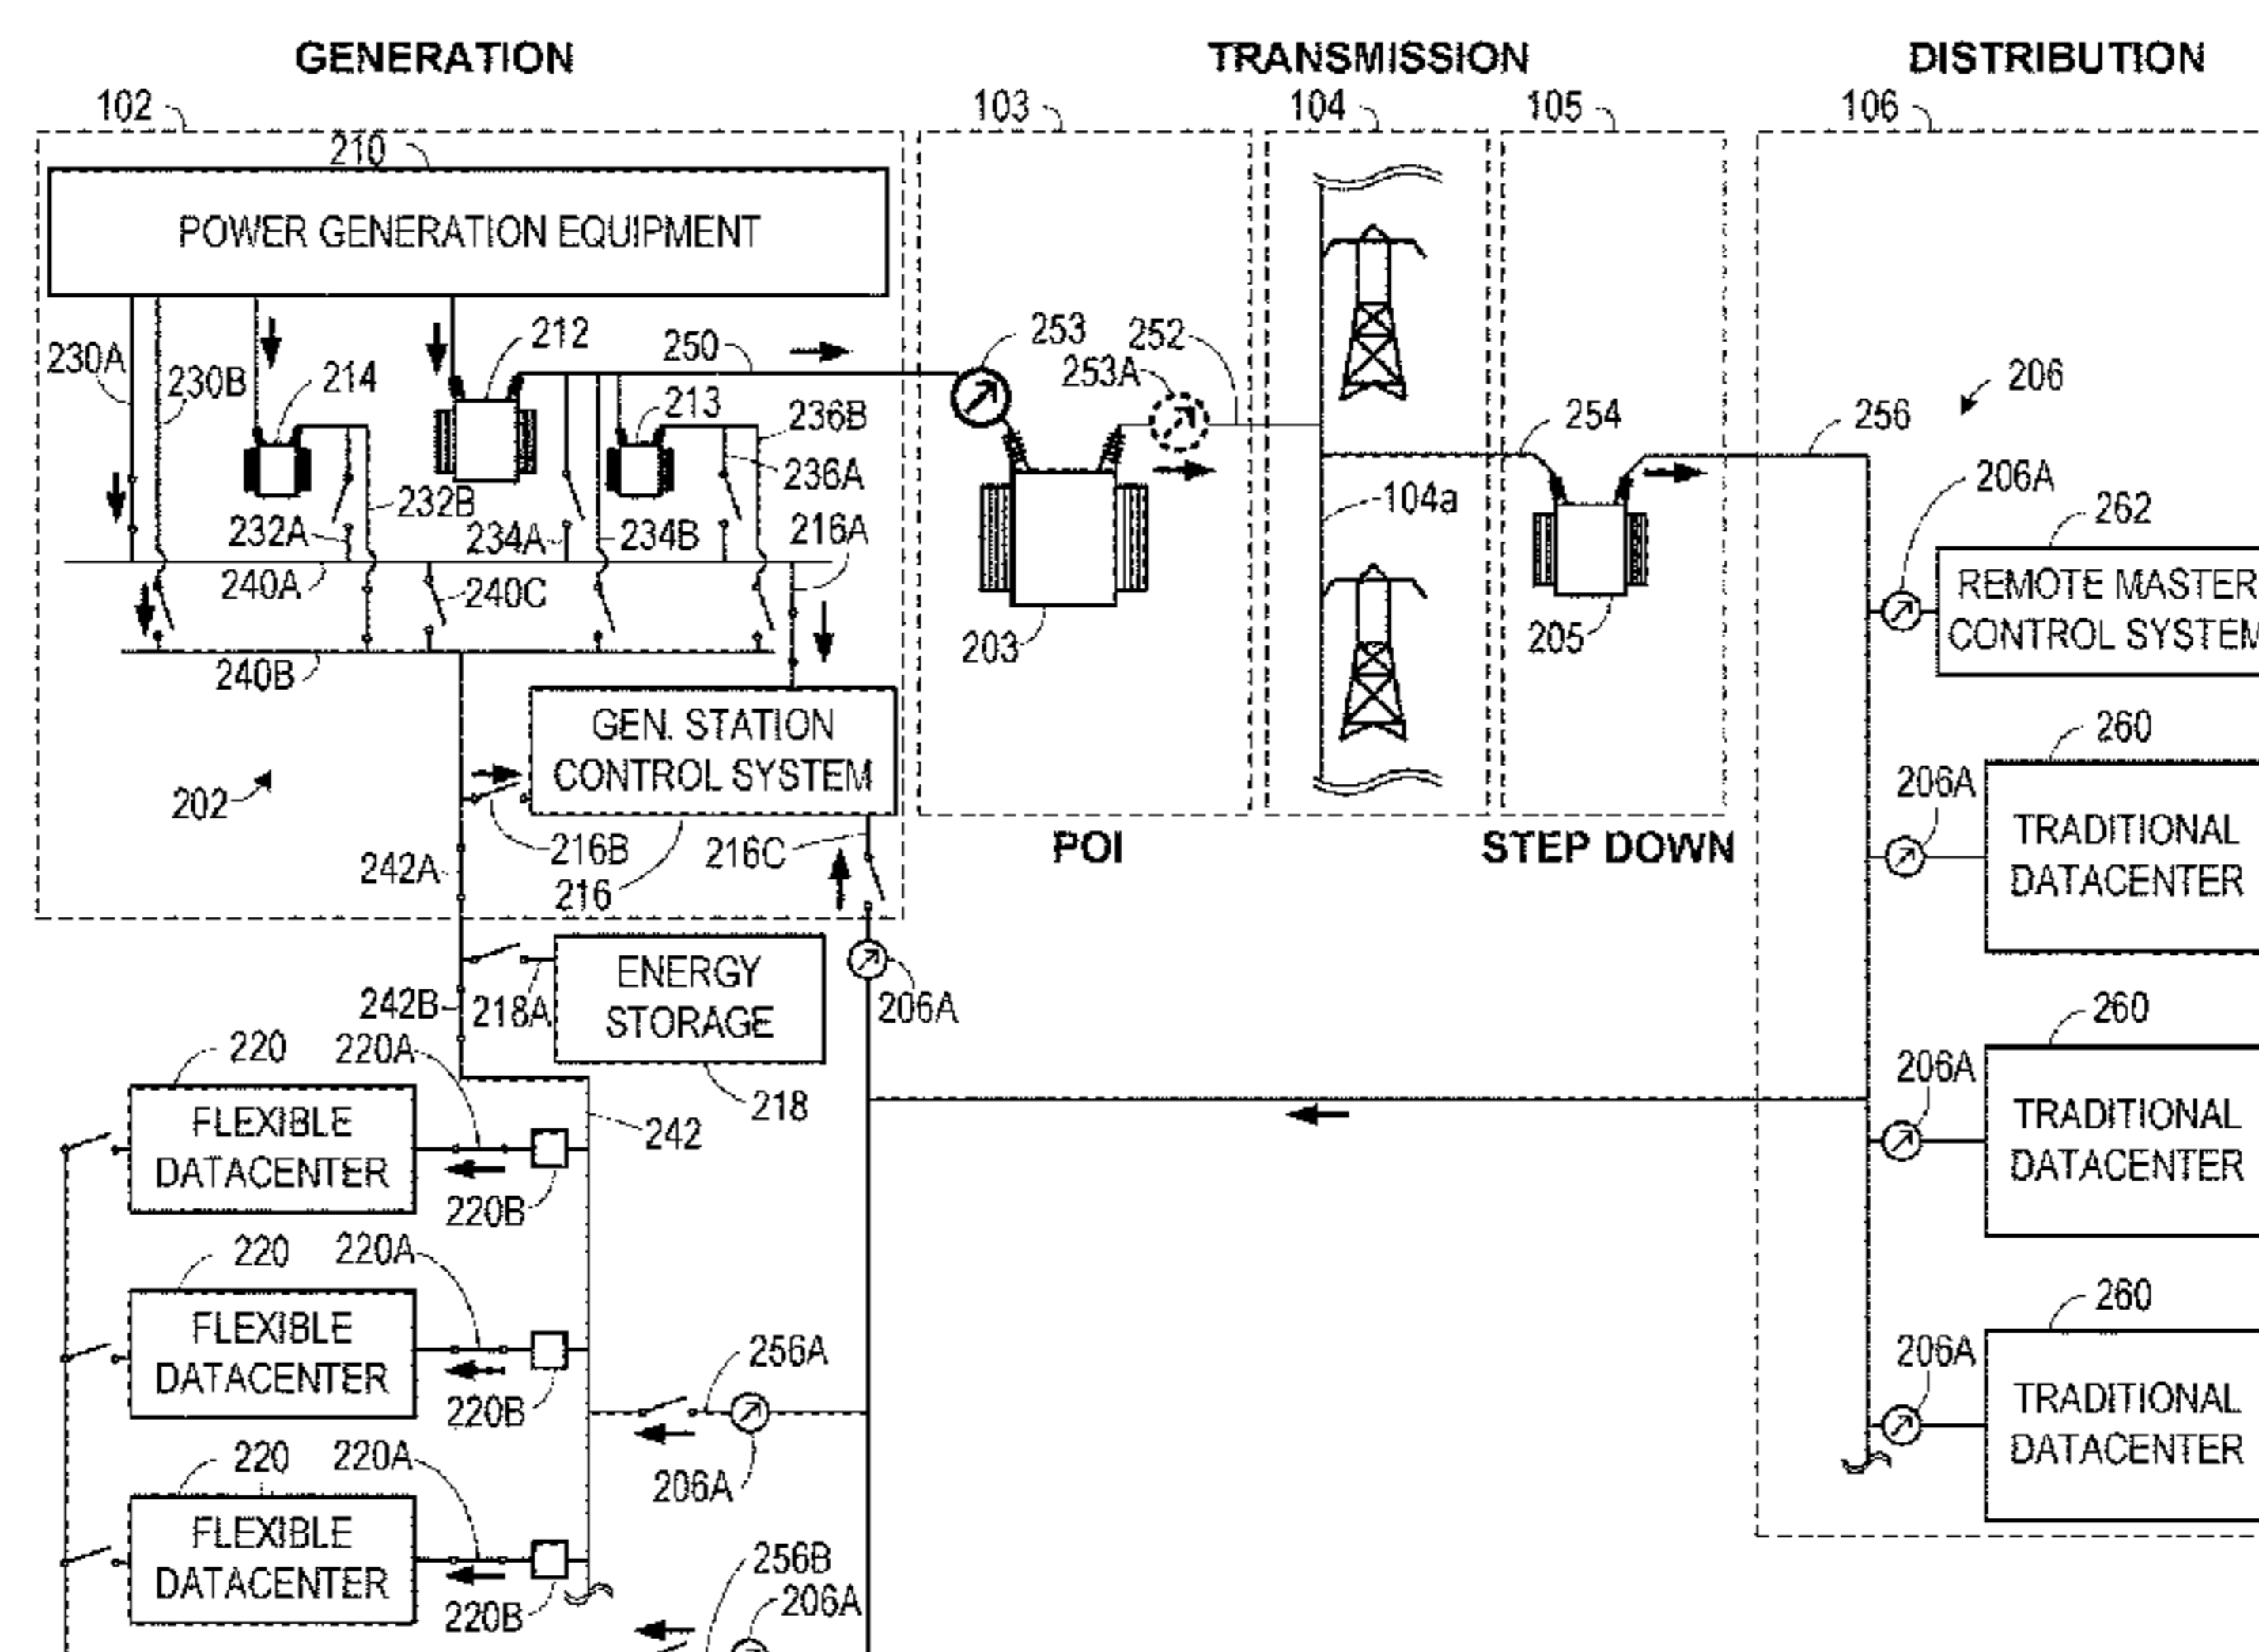 GENERATION
TRANSMISSION
DISTRIBUTION
102
103
104
105
106
210
POWER GENERATION EQUIPMENT
230A
230B
214
212
250
213
236B
236A
232A
232B
234A
234B
216A
240A
240C
240B
253
253A
252
203
104a
254
205
256
206
206A
262
REMOTE MASTER
CONTROL SYSTEM
GEN. STATION
CONTROL SYSTEM
202
216B
216C
216
242A
POI
STEP DOWN
260
206A
TRADITIONAL
DATACENTER
ENERGY
STORAGE
242B
218A
206A
218
260
206A
TRADITIONAL
DATACENTER
220
220A
FLEXIBLE
DATACENTER
242
220B
220
220A
FLEXIBLE
DATACENTER
220B
256A
206A
260
206A
TRADITIONAL
DATACENTER
220
220A
FLEXIBLE
DATACENTER
220B
256B
206A